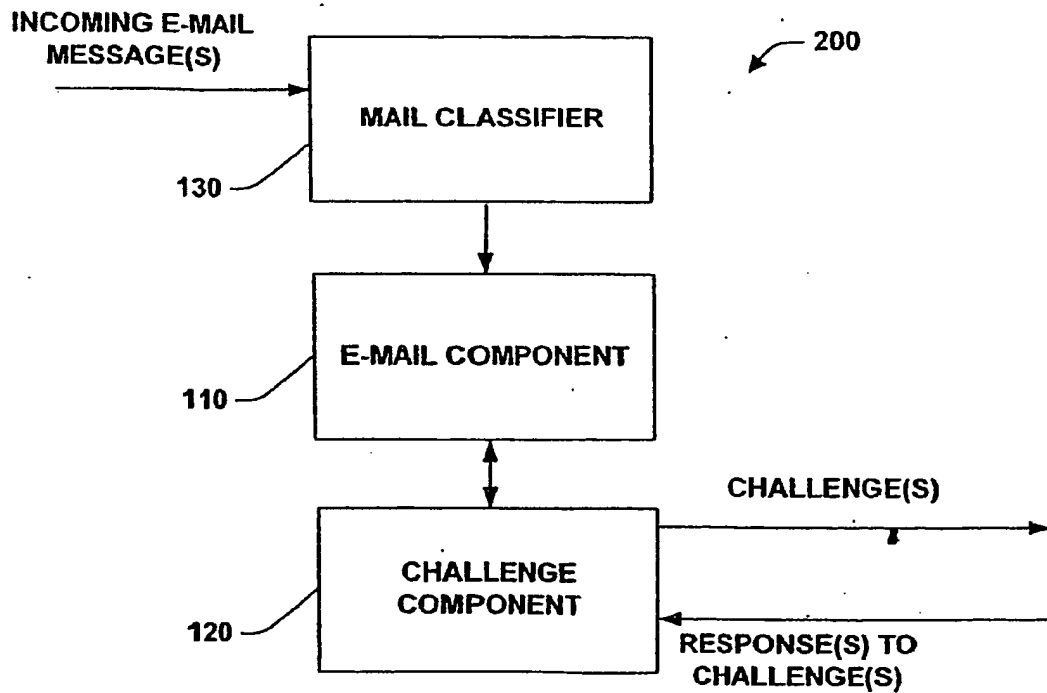 INCOMING E-MAIL
MESSAGE(S)
200
MAIL CLASSIFIER
130
E-MAIL COMPONENT
110
CHALLENGE(S)
CHALLENGE
COMPONENT
120
RESPONSE(S) TO
CHALLENGE(S)